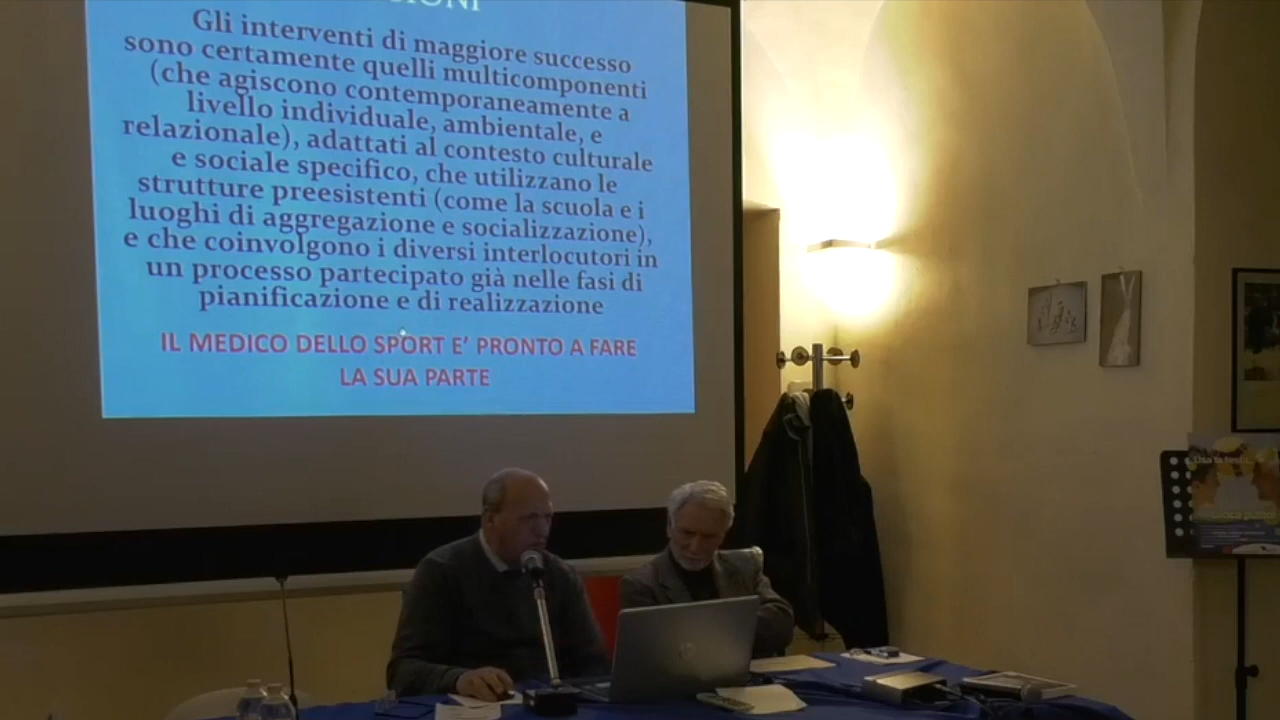 Gli interventi di maggiore successo
sono certamente quelli multicomponenti
(che agiscono contemporaneamente a
livello individuale, ambientale, e
relazionale), adattati al contesto culturale
e sociale specifico, che utilizzano le
strutture preesistenti (come la scuola e i
luoghi di aggregazione e socializzazione),
e che coinvolgono i diversi interlocutori in
un processo partecipato già nelle fasi di
pianificazione e di realizzazione
IL MEDICO DELLO SPORT E' PRONTO A FARE
LA SUA PARTE